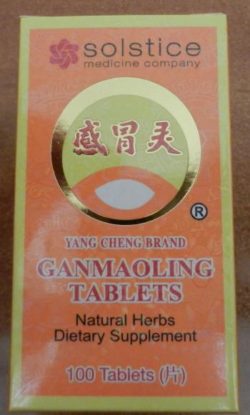 solstice
medicine company
感冒灵
®
YANG CHENG BRAND
GANMAOLING
TABLETS
Natural Herbs
Dietary Supplement
100 Tablets (片)